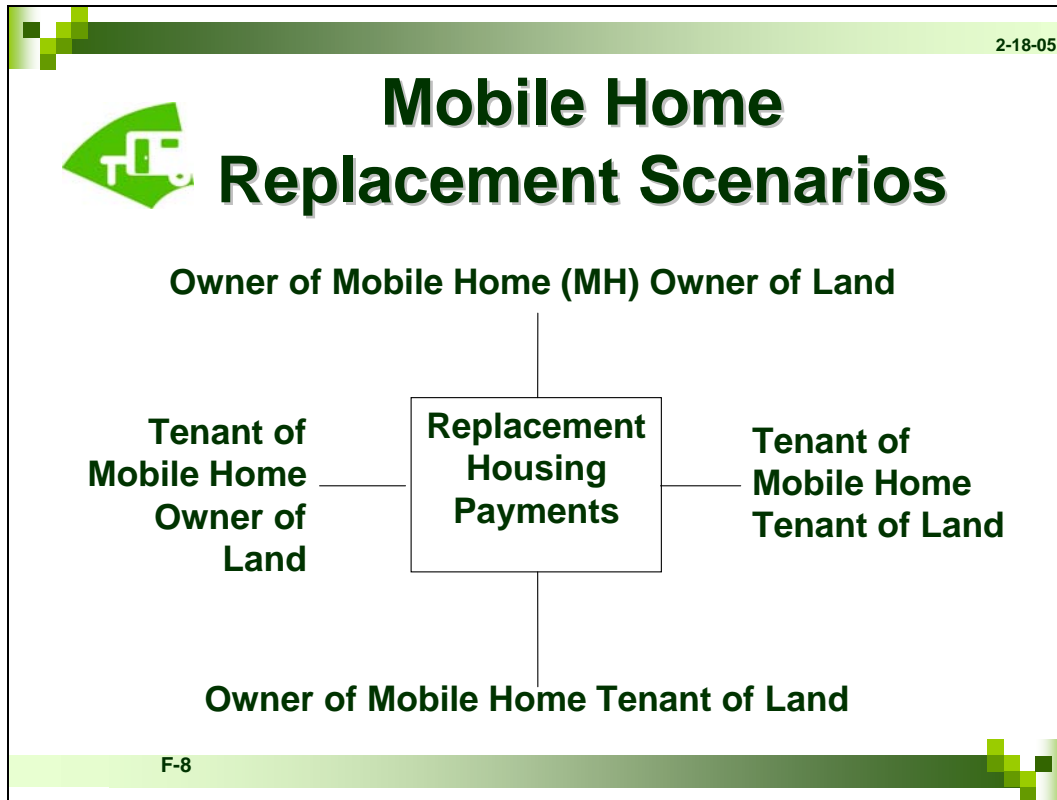 2-18-05
Mobile Home
Replacement Scenarios
Owner of Mobile Home (MH) Owner of Land
Tenant of
Mobile Home
Owner of
Land
Replacement
Housing
Payments
Tenant of
Mobile Home
Tenant of Land
Owner of Mobile Home Tenant of Land
F-8